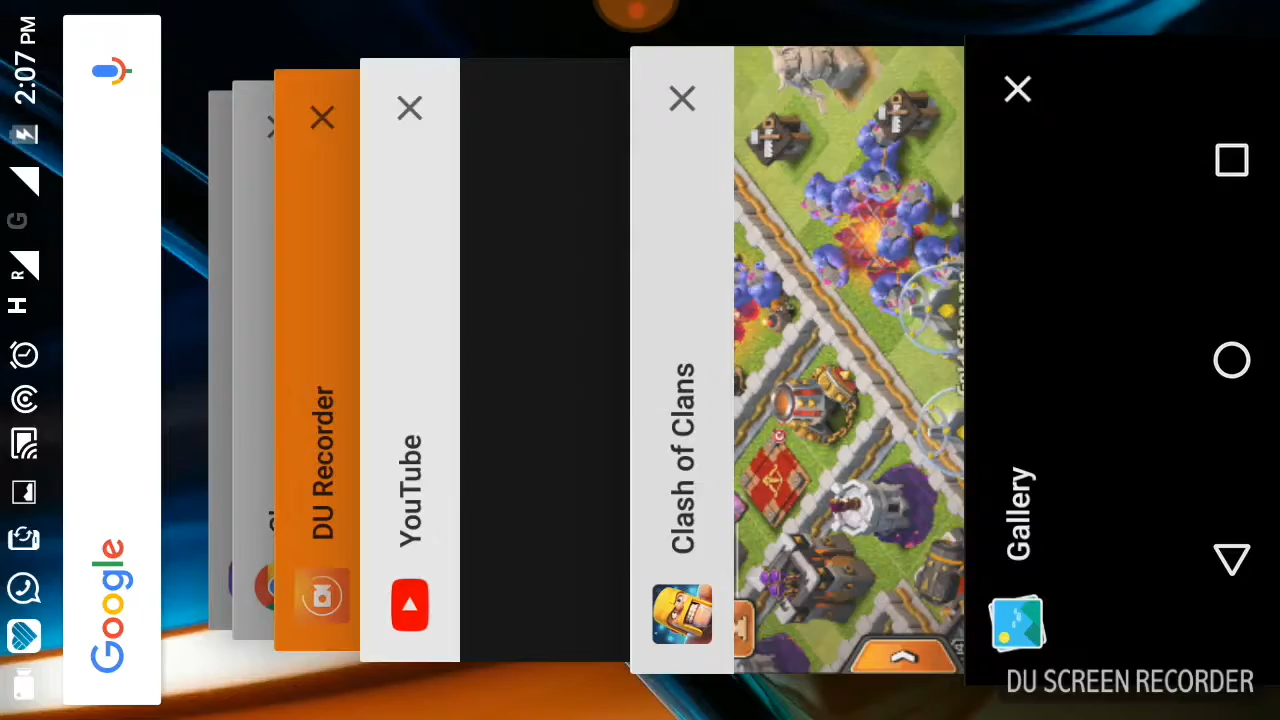 2:07 PM
G
R
H
Google
DU Recorder
YouTube
Clash of Clans
Gallery
DU SCREEN RECORDER